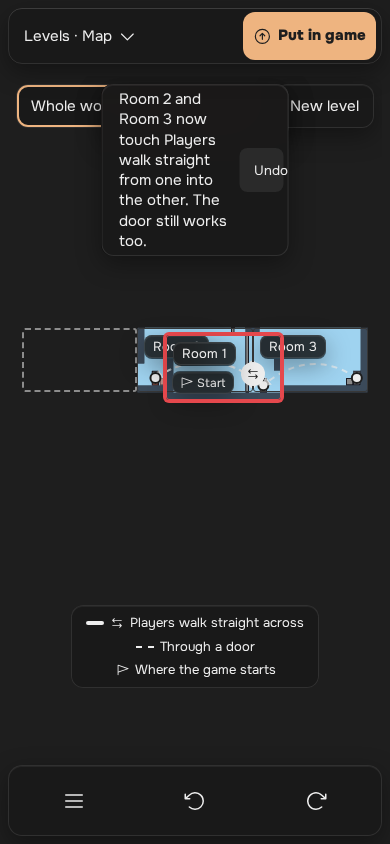 Levels · Map
Put in game
Whole wo
New level
Room 2 and
Room 3 now
touch Players
walk straight
from one into
the other. The
door still works
too.
Undo
Room 1
Room 3
Start
Players walk straight across
Through a door
Where the game starts